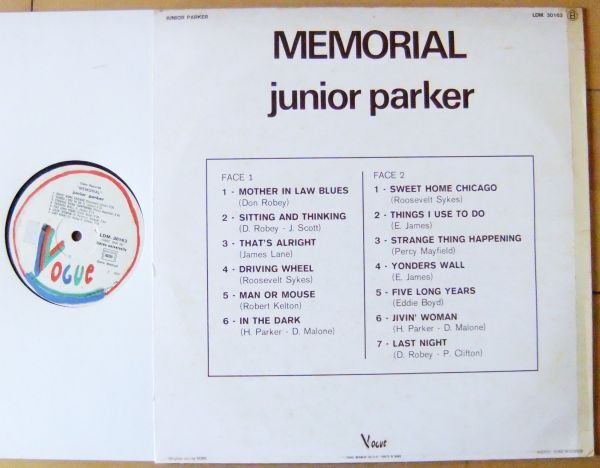 JUNIOR PARKER
LDM 30163
MEMORIAL
junior parker
FACE 1
1 - MOTHER IN LAW BLUES
(Don Robey)
2 - SITTING AND THINKING
(D. Robey - J. Scott)
3 - THAT'S ALRIGHT
(James Lane)
4 - DRIVING WHEEL
(Roosevelt Sykes)
5 - MAN OR MOUSE
(Robert Kelton)
6 - IN THE DARK
(H. Parker - D. Malone)
FACE 2
1 - SWEET HOME CHICAGO
(Roosevelt Sykes)
2 - THINGS I USE TO DO
(E. James)
3 - STRANGE THING HAPPENING
(Percy Mayfield)
4 - YONDERS WALL
(E. James)
5 - FIVE LONG YEARS
(Eddie Boyd)
6 - JIVIN' WOMAN
(H. Parker - D. Malone)
7 - LAST NIGHT
(D. Robey - P. Clifton)
VOGUE
"MEMORIAL"
junior parker
LDM. 30163
VOGUE